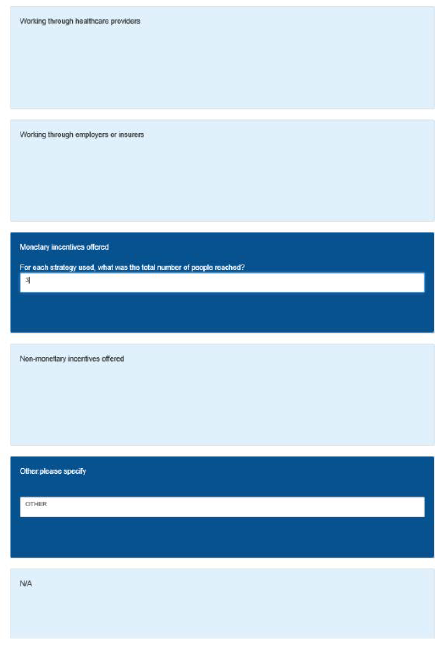 Working through healthcare providers
Working through employers or insurers
Monetary incentives offered
For each strategy used, what was the total number of people reached?
3
Non-monetary incentives offered
Other please specify
OTHER
N/A